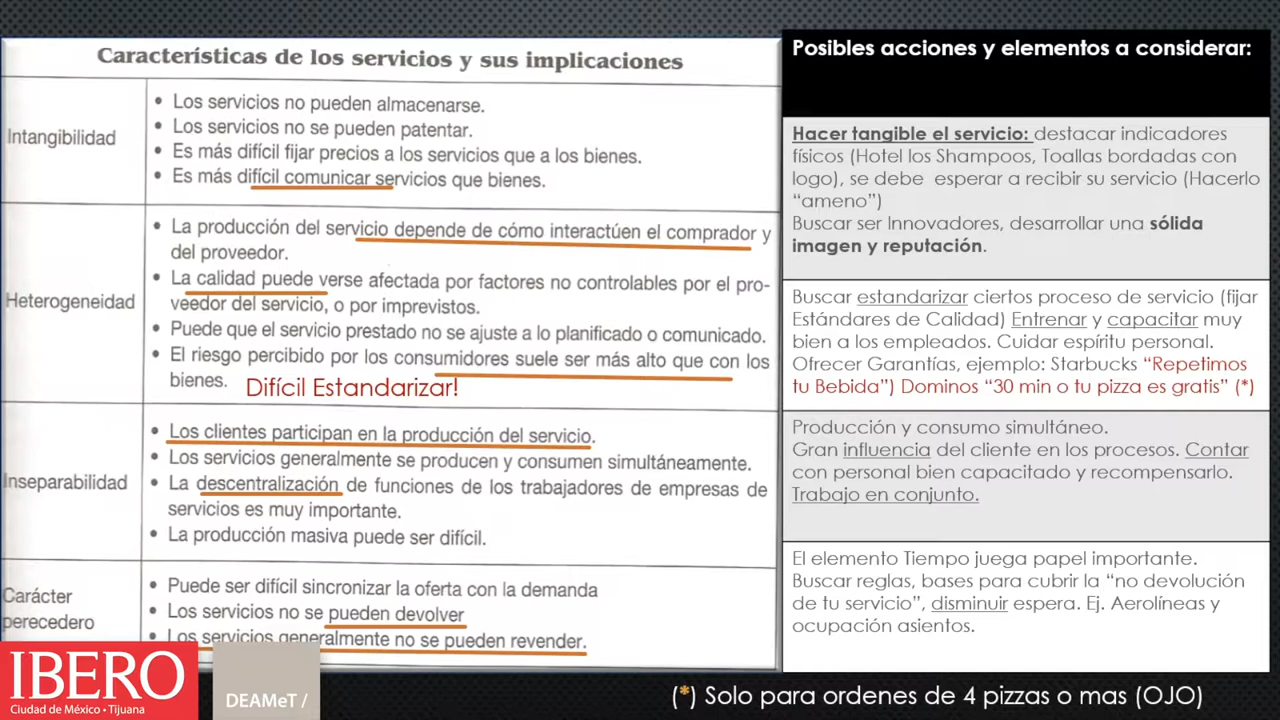 Características de los servicios y sus implicaciones
Intangibilidad
• Los servicios no pueden almacenarse.
• Los servicios no se pueden patentar.
• Es más difícil fijar precios a los servicios que a los bienes.
• Es más difícil comunicar servicios que bienes.
Heterogeneidad
• La producción del servicio depende de cómo interactúen el comprador y
del proveedor.
• La calidad puede verse afectada por factores no controlables por el pro-
veedor del servicio, o por imprevistos.
• Puede que el servicio prestado no se ajuste a lo planificado o comunicado.
• El riesgo percibido por los consumidores suele ser más alto que con los
bienes.
Difícil Estandarizar!
Inseparabilidad
• Los clientes participan en la producción del servicio.
• Los servicios generalmente se producen y consumen simultáneamente.
• La descentralización de funciones de los trabajadores de empresas de
servicios es muy importante.
• La producción masiva puede ser difícil.
Carácter
perecedero
• Puede ser difícil sincronizar la oferta con la demanda
• Los servicios no se pueden devolver
• Los servicios generalmente no se pueden revender.
Posibles acciones y elementos a considerar:
Hacer tangible el servicio: destacar indicadores
físicos (Hotel los Shampoos, Toallas bordadas con
logo), se debe esperar a recibir su servicio (Hacerlo
“ameno”)
Buscar ser Innovadores, desarrollar una sólida
imagen y reputación.
Buscar estandarizar ciertos proceso de servicio (fijar
Estándares de Calidad) Entrenar y capacitar muy
bien a los empleados. Cuidar espíritu personal.
Ofrecer Garantías, ejemplo: Starbucks “Repetimos
tu Bebida”) Dominos “30 min o tu pizza es gratis” (*)
Producción y consumo simultáneo.
Gran influencia del cliente en los procesos. Contar
con personal bien capacitado y recompensarlo.
Trabajo en conjunto.
El elemento Tiempo juega papel importante.
Buscar reglas, bases para cubrir la “no devolución
de tu servicio”, disminuir espera. Ej. Aerolíneas y
ocupación asientos.
IBERO
Ciudad de México • Tijuana
DEAMeT /
(*) Solo para ordenes de 4 pizzas o mas (OJO)